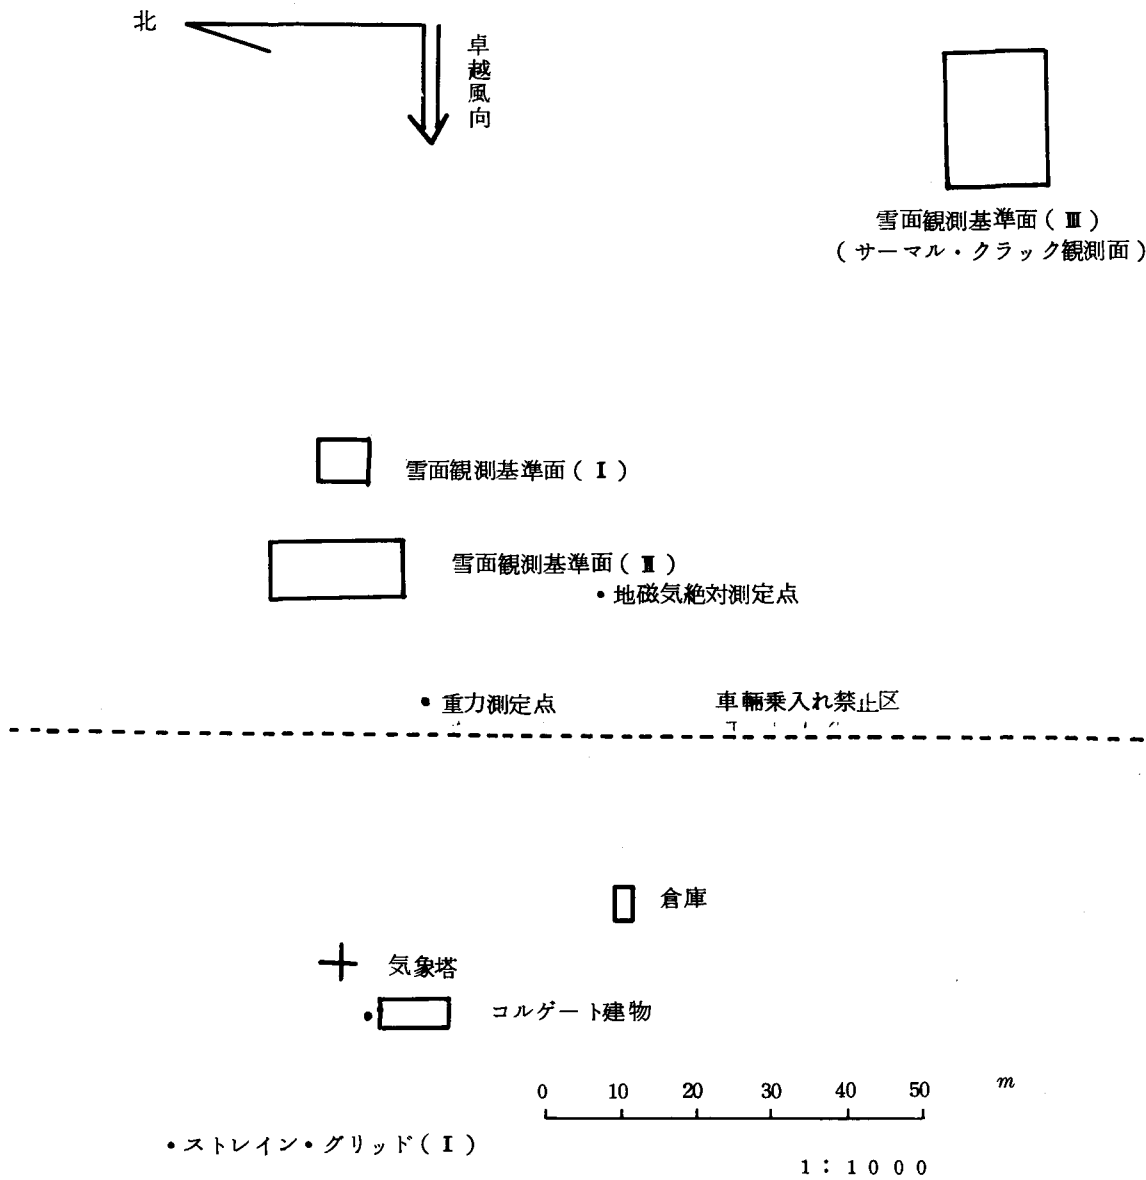 北
卓越風向
雪面観測基準面(Ⅲ)
(サーマル・クラック観測面)
雪面観測基準面(Ⅰ)
雪面観測基準面(Ⅱ)
・地磁気絶対測定点
・重力測定点
車輛乗入れ禁止区
倉庫
気象塔
コルゲート建物
0 10 20 30 40 50 m
・ストレイン・グリッド(Ⅰ)
1:1000